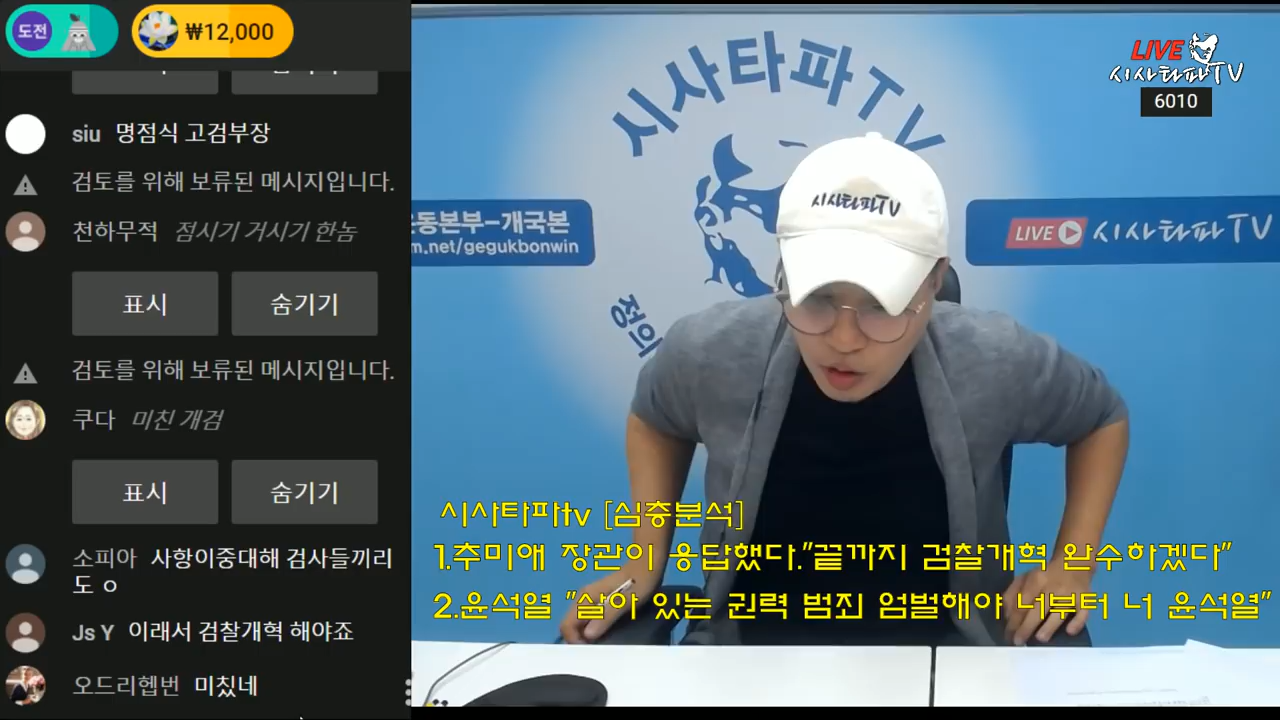 도전
₩12,000
siu 명점식 고검부장
검토를 위해 보류된 메시지입니다.
천하무적 점시기 거시기 한놈
표시 숨기기
검토를 위해 보류된 메시지입니다.
쿠다 미친 개검
표시 숨기기
소피아 사항이중대해 검사들끼리
도 ㅇ
Js Y 이래서 검찰개혁 해야죠
오드리헵번 미칬네
LIVE
시사타파TV
6010
시사타파TV
시사타파TV
동본부-개국본
m.net/gegukbonwin
LIVE 시사타파TV
정의
시사타파tv [심층분석]
1.추미애 장관이 응답했다."끝까지 검찰개혁 완수하겠다"
2.윤석열 "살아 있는 권력 범죄 엄벌해야 너부터 너 윤석열"